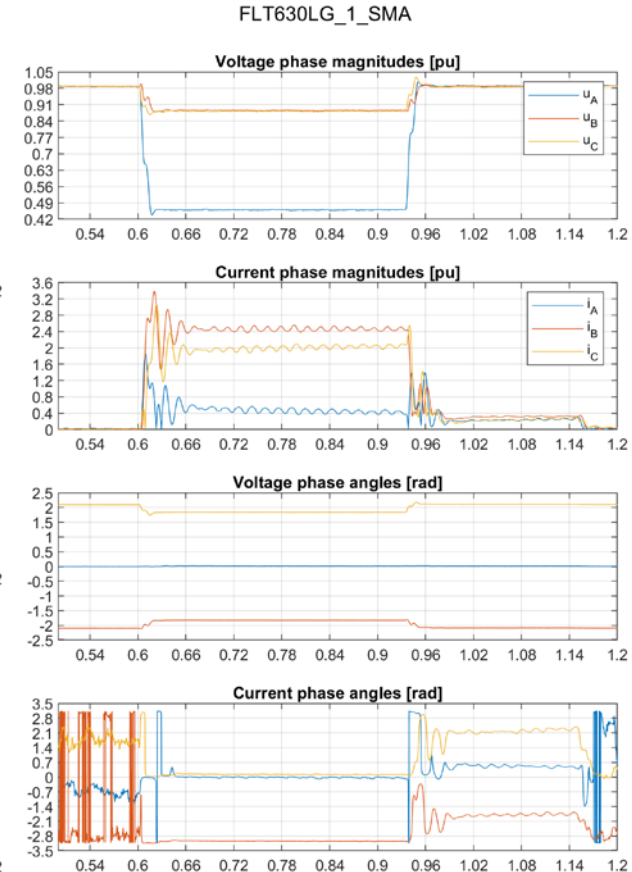 FLT630LG_1_SMA
Voltage phase magnitudes [pu]
1.05
0.98
0.91
0.84
0.77
0.7
0.63
0.56
0.49
0.42
u_A
u_B
u_C
0.54 0.6 0.66 0.72 0.78 0.84 0.9 0.96 1.02 1.08 1.14 1.2
Current phase magnitudes [pu]
3.6
3.2
2.8
2.4
2
1.6
1.2
0.8
0.4
0
i_A
i_B
i_C
0.54 0.6 0.66 0.72 0.78 0.84 0.9 0.96 1.02 1.08 1.14 1.2
Voltage phase angles [rad]
2.5
2
1.5
1
0.5
0
-0.5
-1
-1.5
-2
-2.5
0.54 0.6 0.66 0.72 0.78 0.84 0.9 0.96 1.02 1.08 1.14 1.2
Current phase angles [rad]
3.5
2.8
2.1
1.4
0.7
0
-0.7
-1.4
-2.1
-2.8
-3.5
0.54 0.6 0.66 0.72 0.78 0.84 0.9 0.96 1.02 1.08 1.14 1.2